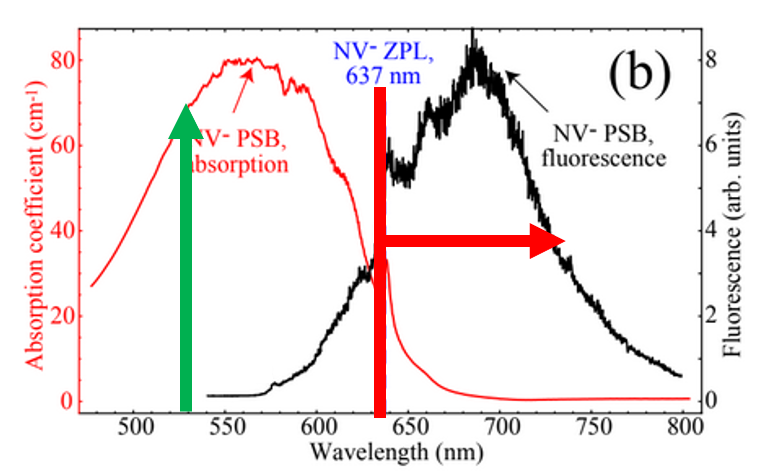 NV⁻ ZPL,
637 nm
(b)
NV⁻ PSB,
absorption
NV⁻ PSB,
fluorescence
Absorption coefficient (cm⁻¹)
80
60
40
20
0
8
6
4
2
0
Fluorescence (arb. units)
500 550 600 650 700 750 800
Wavelength (nm)